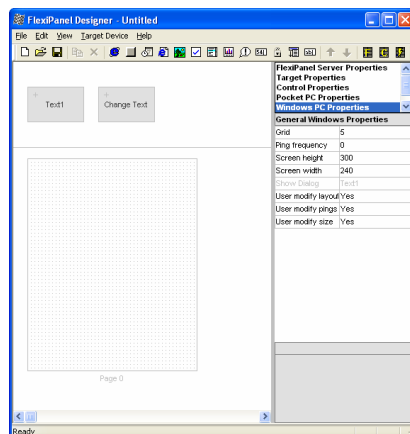 FlexiPanel Designer - Untitled
File Edit View Target Device Help
Text1
Change Text
FlexiPanel Server Properties
Target Properties
Control Properties
Pocket PC Properties
Windows PC Properties
General Windows Properties
Grid 5
Ping frequency 0
Screen height 300
Screen width 240
Show Dialog Text1
User modify layout Yes
User modify pings Yes
User modify size Yes
Page 0
Ready